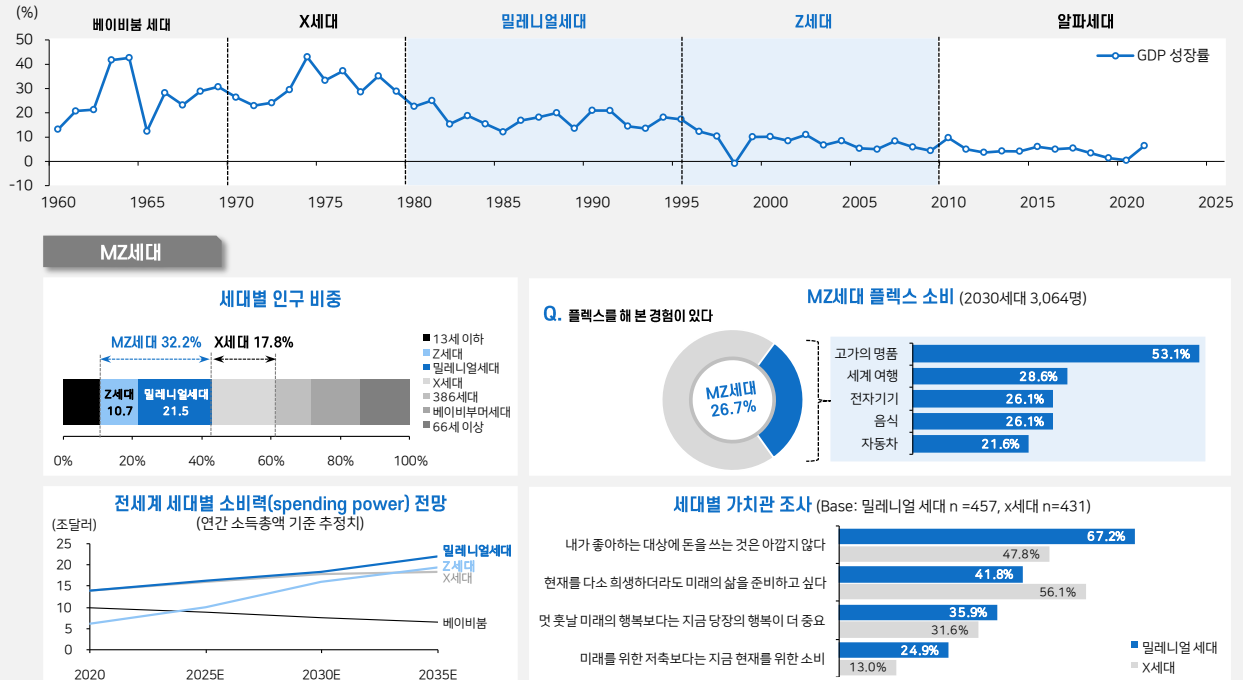 (%)
베이비붐 세대
X세대
밀레니얼세대
Z세대
알파세대
GDP 성장률
50
40
30
20
10
0
-10
1960 1965 1970 1975 1980 1985 1990 1995 2000 2005 2010 2015 2020 2025
MZ세대
세대별 인구 비중
MZ세대 32.2% X세대 17.8%
Z세대
10.7
밀레니얼세대
21.5
13세 이하
Z세대
밀레니얼세대
X세대
386세대
베이비부머세대
66세 이상
0% 20% 40% 60% 80% 100%
MZ세대 플렉스 소비 (2030세대 3,064명)
Q. 플렉스를 해 본 경험이 있다
MZ세대
26.7%
고가의 명품 53.1%
세계 여행 28.6%
전자기기 26.1%
음식 26.1%
자동차 21.6%
전세계 세대별 소비력(spending power) 전망
(연간 소득총액 기준 추정치)
(조달러)
25
20
15
10
5
0
밀레니얼세대
Z세대
X세대
베이비붐
2020 2025E 2030E 2035E
세대별 가치관 조사 (Base: 밀레니얼 세대 n =457, x세대 n=431)
내가 좋아하는 대상에 돈을 쓰는 것은 아깝지 않다
67.2%
47.8%
현재를 다소 희생하더라도 미래의 삶을 준비하고 싶다
41.8%
56.1%
멋 훗날 미래의 행복보다는 지금 당장의 행복이 더 중요
35.9%
31.6%
미래를 위한 저축보다는 지금 현재를 위한 소비
24.9%
13.0%
밀레니얼 세대
X세대